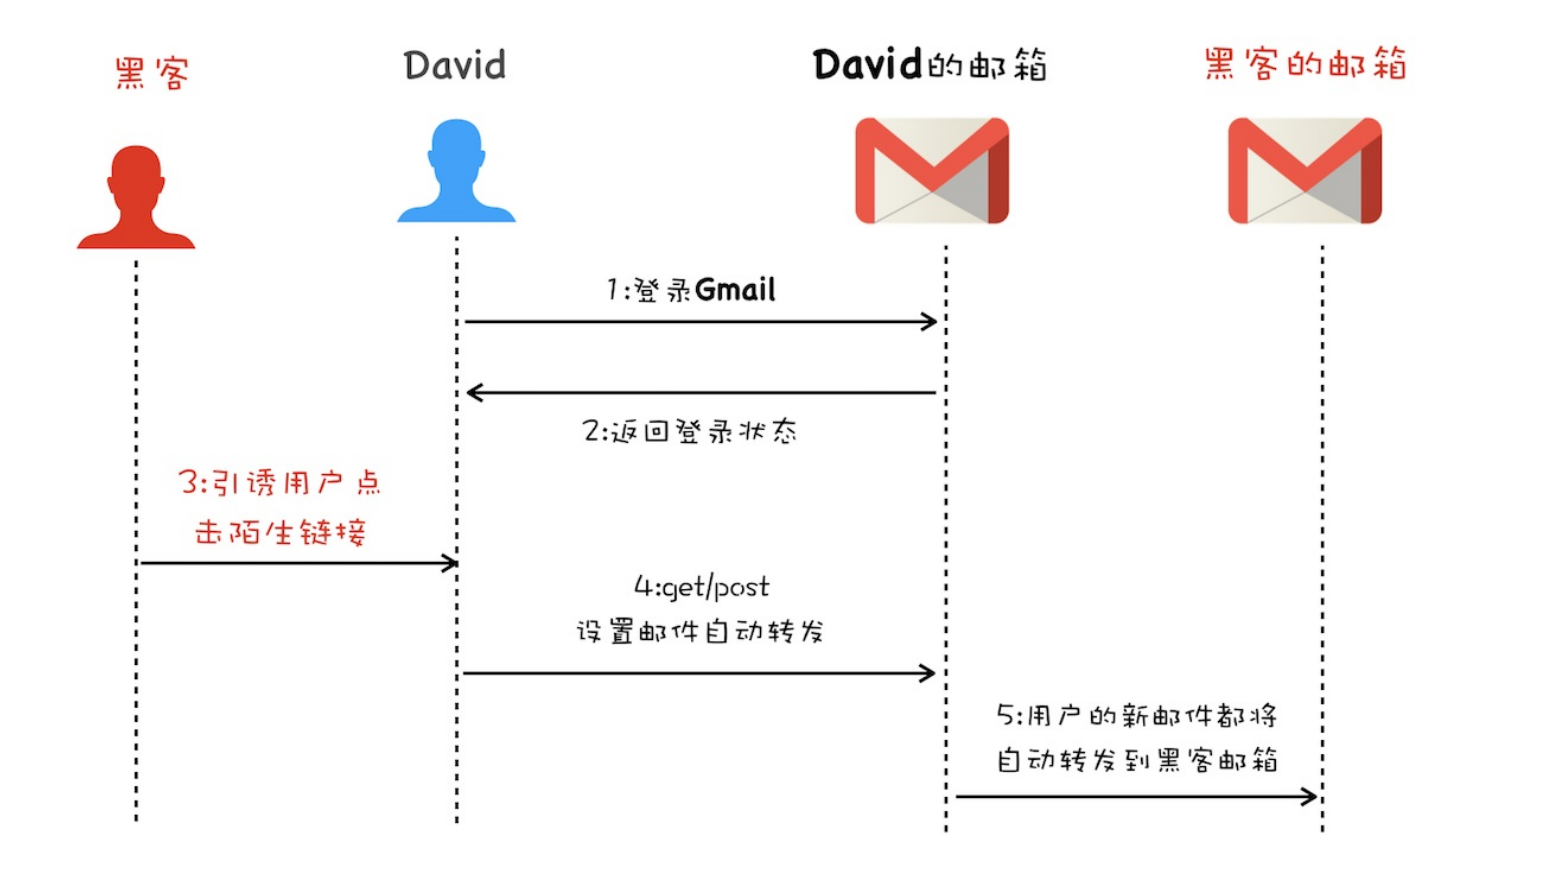 黑客
David
David的邮箱
黑客的邮箱
1:登录Gmail
2:返回登录状态
3:引诱用户点
击陌生链接
4:get/post
设置邮件自动转发
5:用户的新邮件都将
自动转发到黑客邮箱